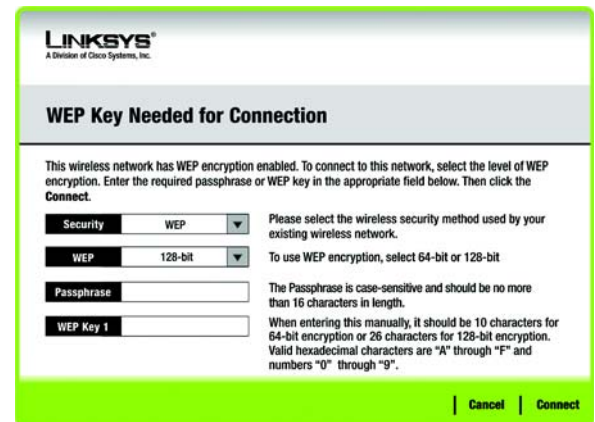 LINKSYS®
A Division of Cisco Systems, Inc.
WEP Key Needed for Connection
This wireless network has WEP encryption enabled. To connect to this network, select the level of WEP
encryption. Enter the required passphrase or WEP key in the appropriate field below. Then click the
Connect.
Security WEP
Please select the wireless security method used by your
existing wireless network.
WEP 128-bit
To use WEP encryption, select 64-bit or 128-bit
Passphrase
The Passphrase is case-sensitive and should be no more
than 16 characters in length.
WEP Key 1
When entering this manually, it should be 10 characters for
64-bit encryption or 26 characters for 128-bit encryption.
Valid hexadecimal characters are “A” through “F” and
numbers “0” through “9”.
Cancel
Connect